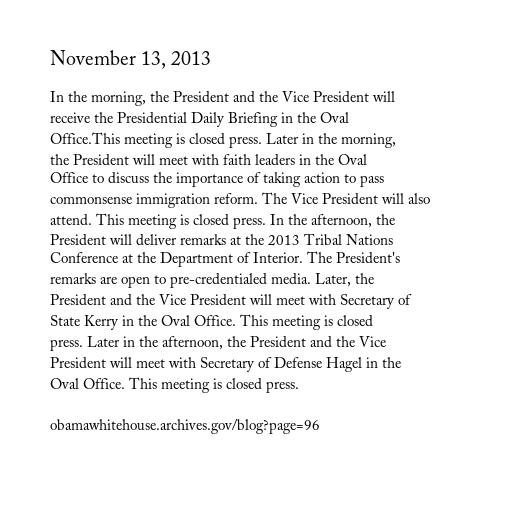 November 13, 2013
In the morning, the President and the Vice President will
receive the Presidential Daily Briefing in the Oval
Office.This meeting is closed press. Later in the morning,
the President will meet with faith leaders in the Oval
Office to discuss the importance of taking action to pass
commonsense immigration reform. The Vice President will also
attend. This meeting is closed press. In the afternoon, the
President will deliver remarks at the 2013 Tribal Nations
Conference at the Department of Interior. The President's
remarks are open to pre-credentialed media. Later, the
President and the Vice President will meet with Secretary of
State Kerry in the Oval Office. This meeting is closed
press. Later in the afternoon, the President and the Vice
President will meet with Secretary of Defense Hagel in the
Oval Office. This meeting is closed press.
obamawhitehouse.archives.gov/blog?page=96